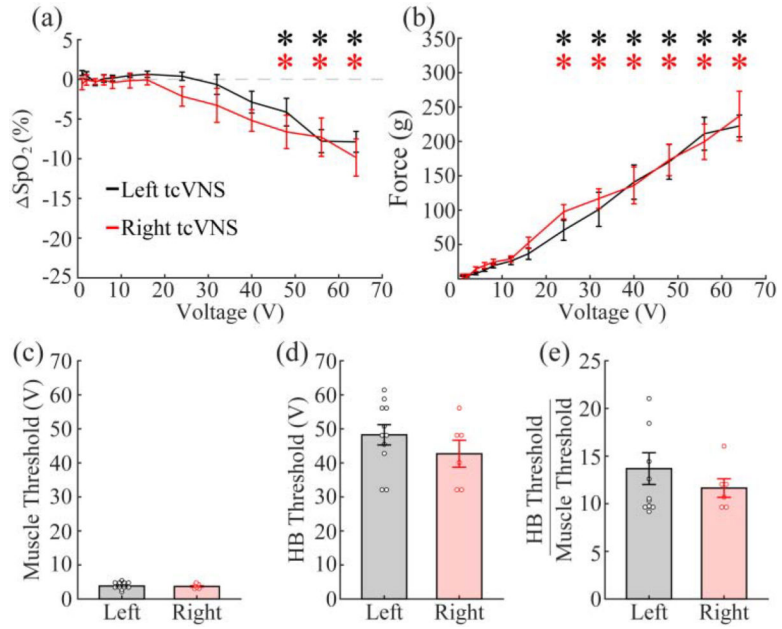 (a)
* * *
* * *
5
0
-5
-10
-15
-20
-25
ΔSpO₂ (%)
Left tcVNS
Right tcVNS
0 10 20 30 40 50 60 70
Voltage (V)
(b)
* * * * *
* * * * *
350
300
250
200
150
100
50
Force (g)
0 10 20 30 40 50 60 70
Voltage (V)
(c)
70
60
50
40
30
20
10
0
Muscle Threshold (V)
Left Right
(d)
70
60
50
40
30
20
10
0
HB Threshold (V)
Left Right
(e)
25
20
15
10
5
0
HB Threshold
Muscle Threshold
Left Right